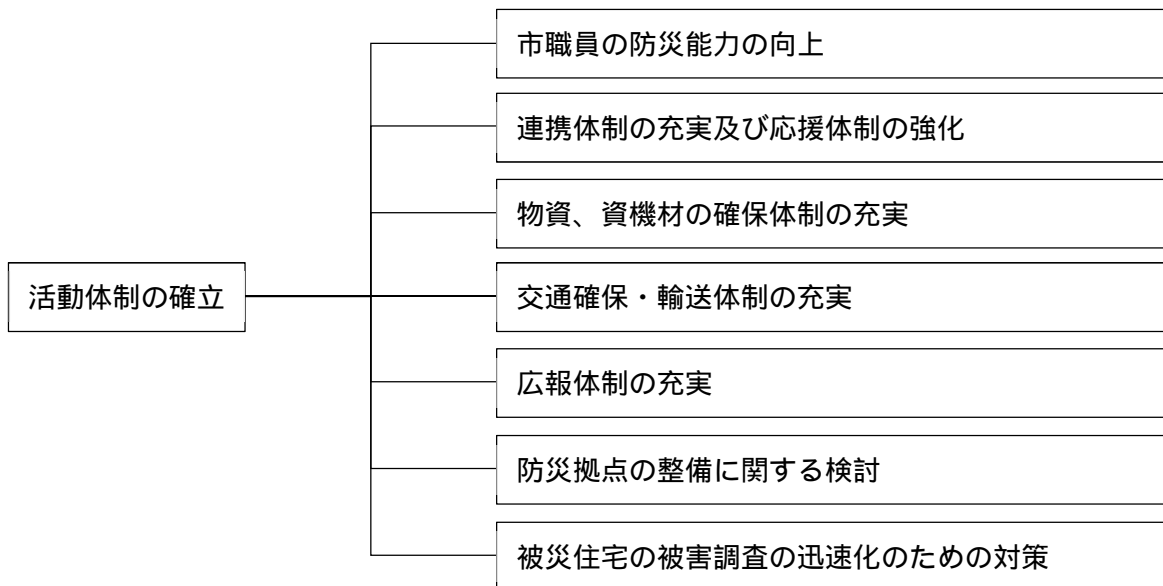 市職員の防災能力の向上
連携体制の充実及び応援体制の強化
物資、資機材の確保体制の充実
活動体制の確立
交通確保・輸送体制の充実
広報体制の充実
防災拠点の整備に関する検討
被災住宅の被害調査の迅速化のための対策